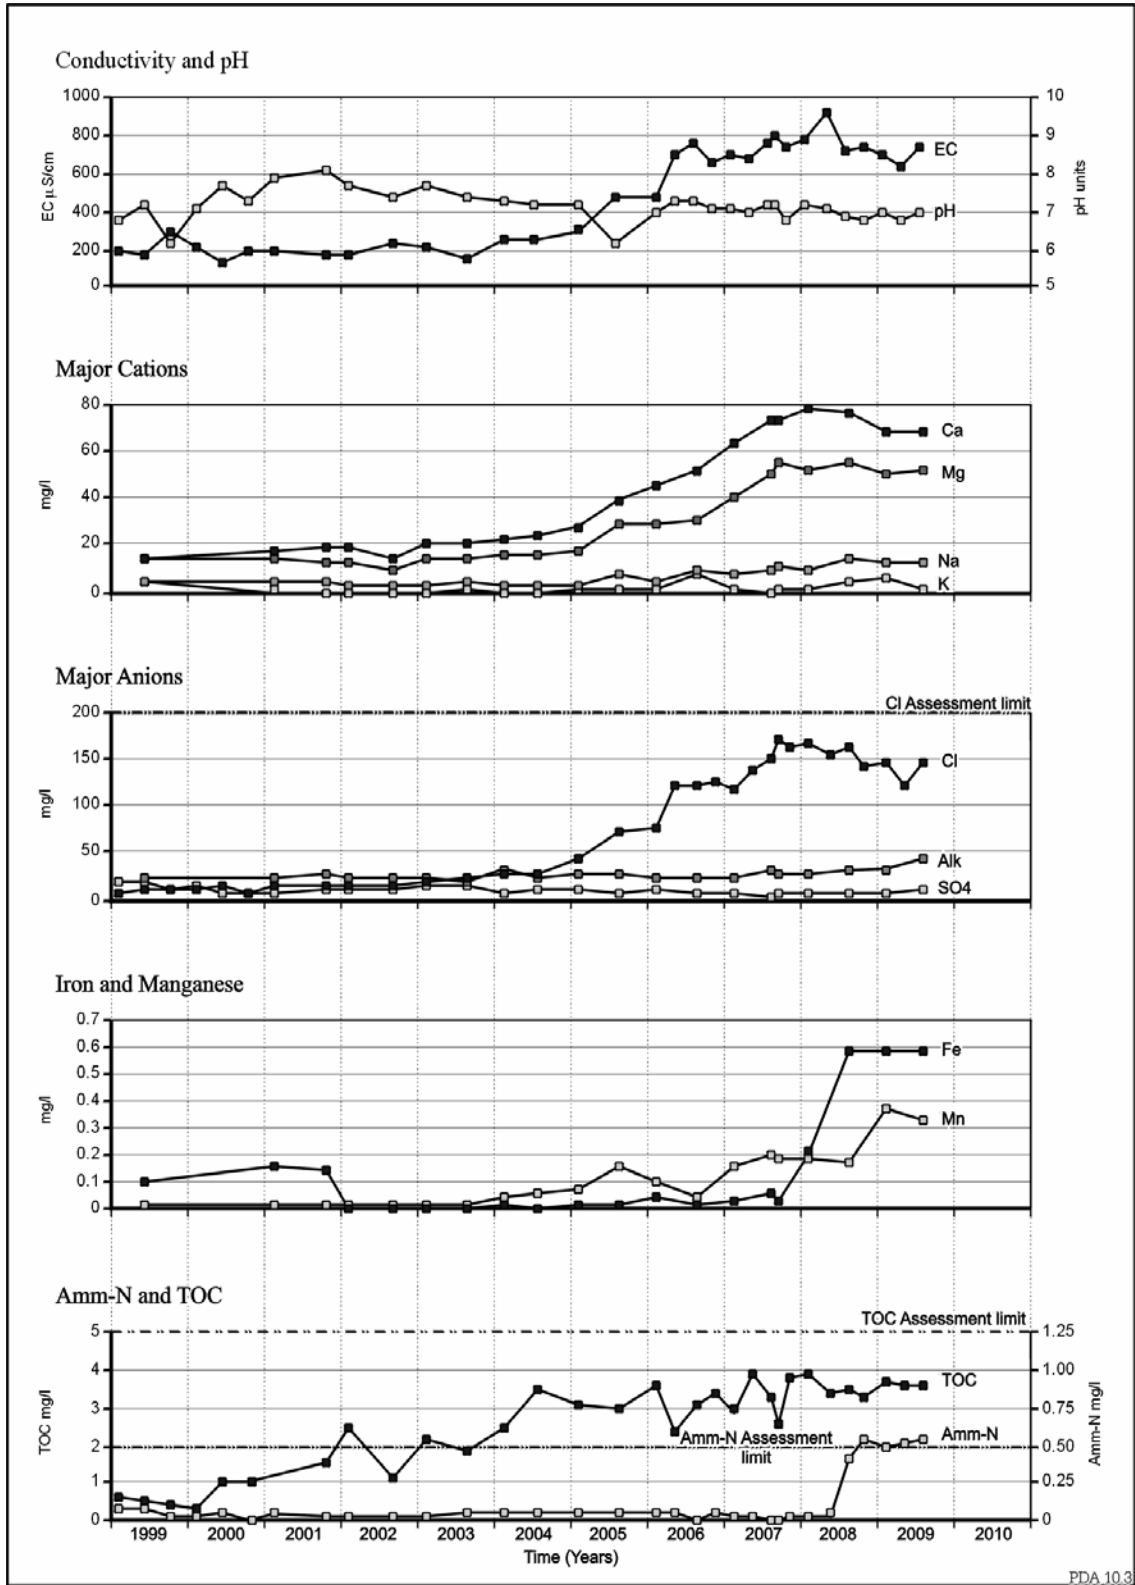 Conductivity and pH
1000
800
600
400
200
0
EC µ S/cm
10
9
8
7
6
5
pH units
EC
pH
Major Cations
80
60
40
20
0
mg/l
Ca
Mg
Na
K
Major Anions
Cl Assessment limit
200
150
100
50
0
mg/l
Cl
Alk
SO4
Iron and Manganese
0.7
0.6
0.5
0.4
0.3
0.2
0.1
0
mg/l
Fe
Mn
Amm-N and TOC
TOC Assessment limit
5
4
3
2
1
0
TOC mg/l
1.25
1.00
0.75
0.50
0.25
0
Amm-N mg/l
TOC
Amm-N Assessment
limit
Amm-N
1999 2000 2001 2002 2003 2004 2005 2006 2007 2008 2009 2010
Time (Years)
PDA 10.3